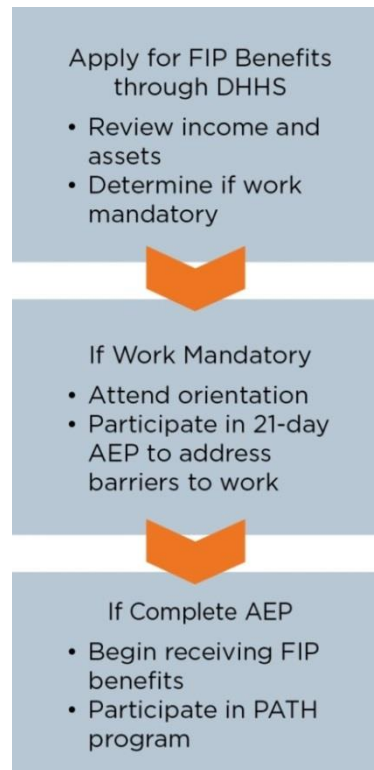 Apply for FIP Benefits
through DHHS
• Review income and
assets
• Determine if work
mandatory
If Work Mandatory
• Attend orientation
• Participate in 21-day
AEP to address
barriers to work
If Complete AEP
• Begin receiving FIP
benefits
• Participate in PATH
program